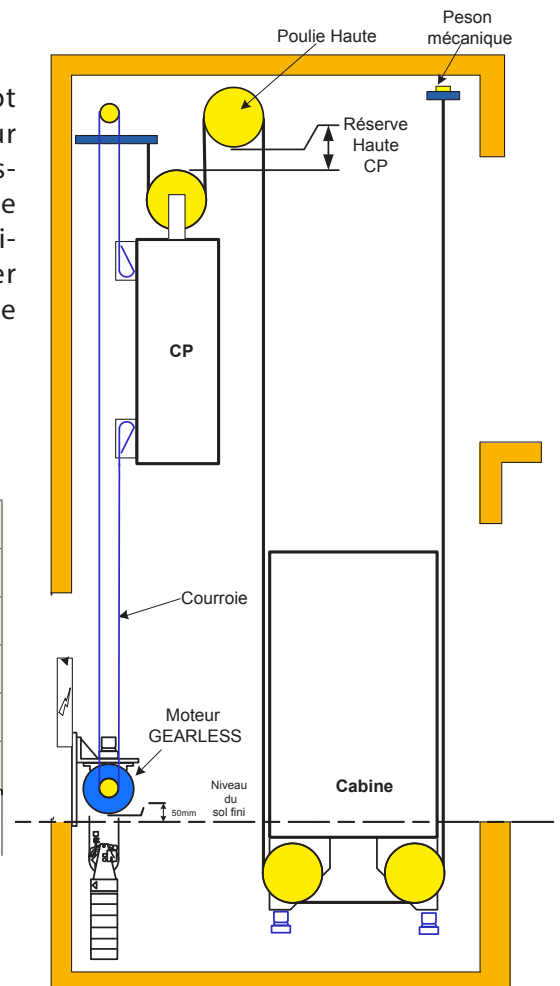 Peson
mécanique
Poulie Haute
Réserve
Haute
CP
CP
Courroie
Moteur
GEARLESS
Niveau
du
sol fini
50mm
Cabine